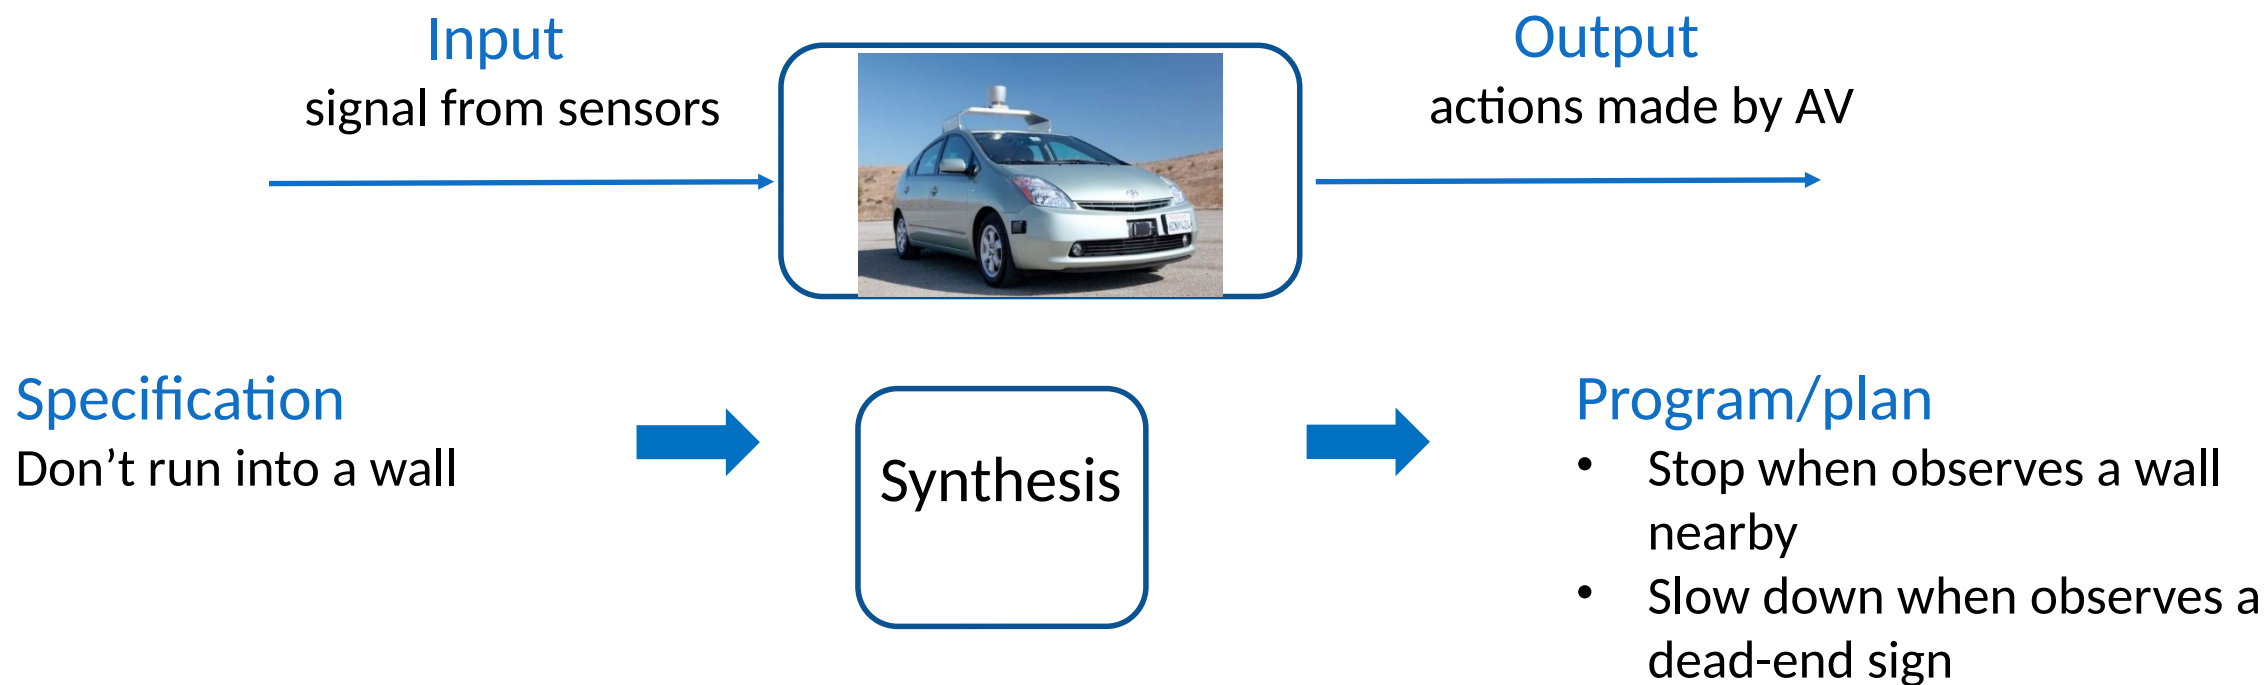 Input
signal from sensors
Output
actions made by AV
Specification
Don’t run into a wall
Synthesis
Program/plan
• Stop when observes a wall
nearby
• Slow down when observes a
dead-end sign